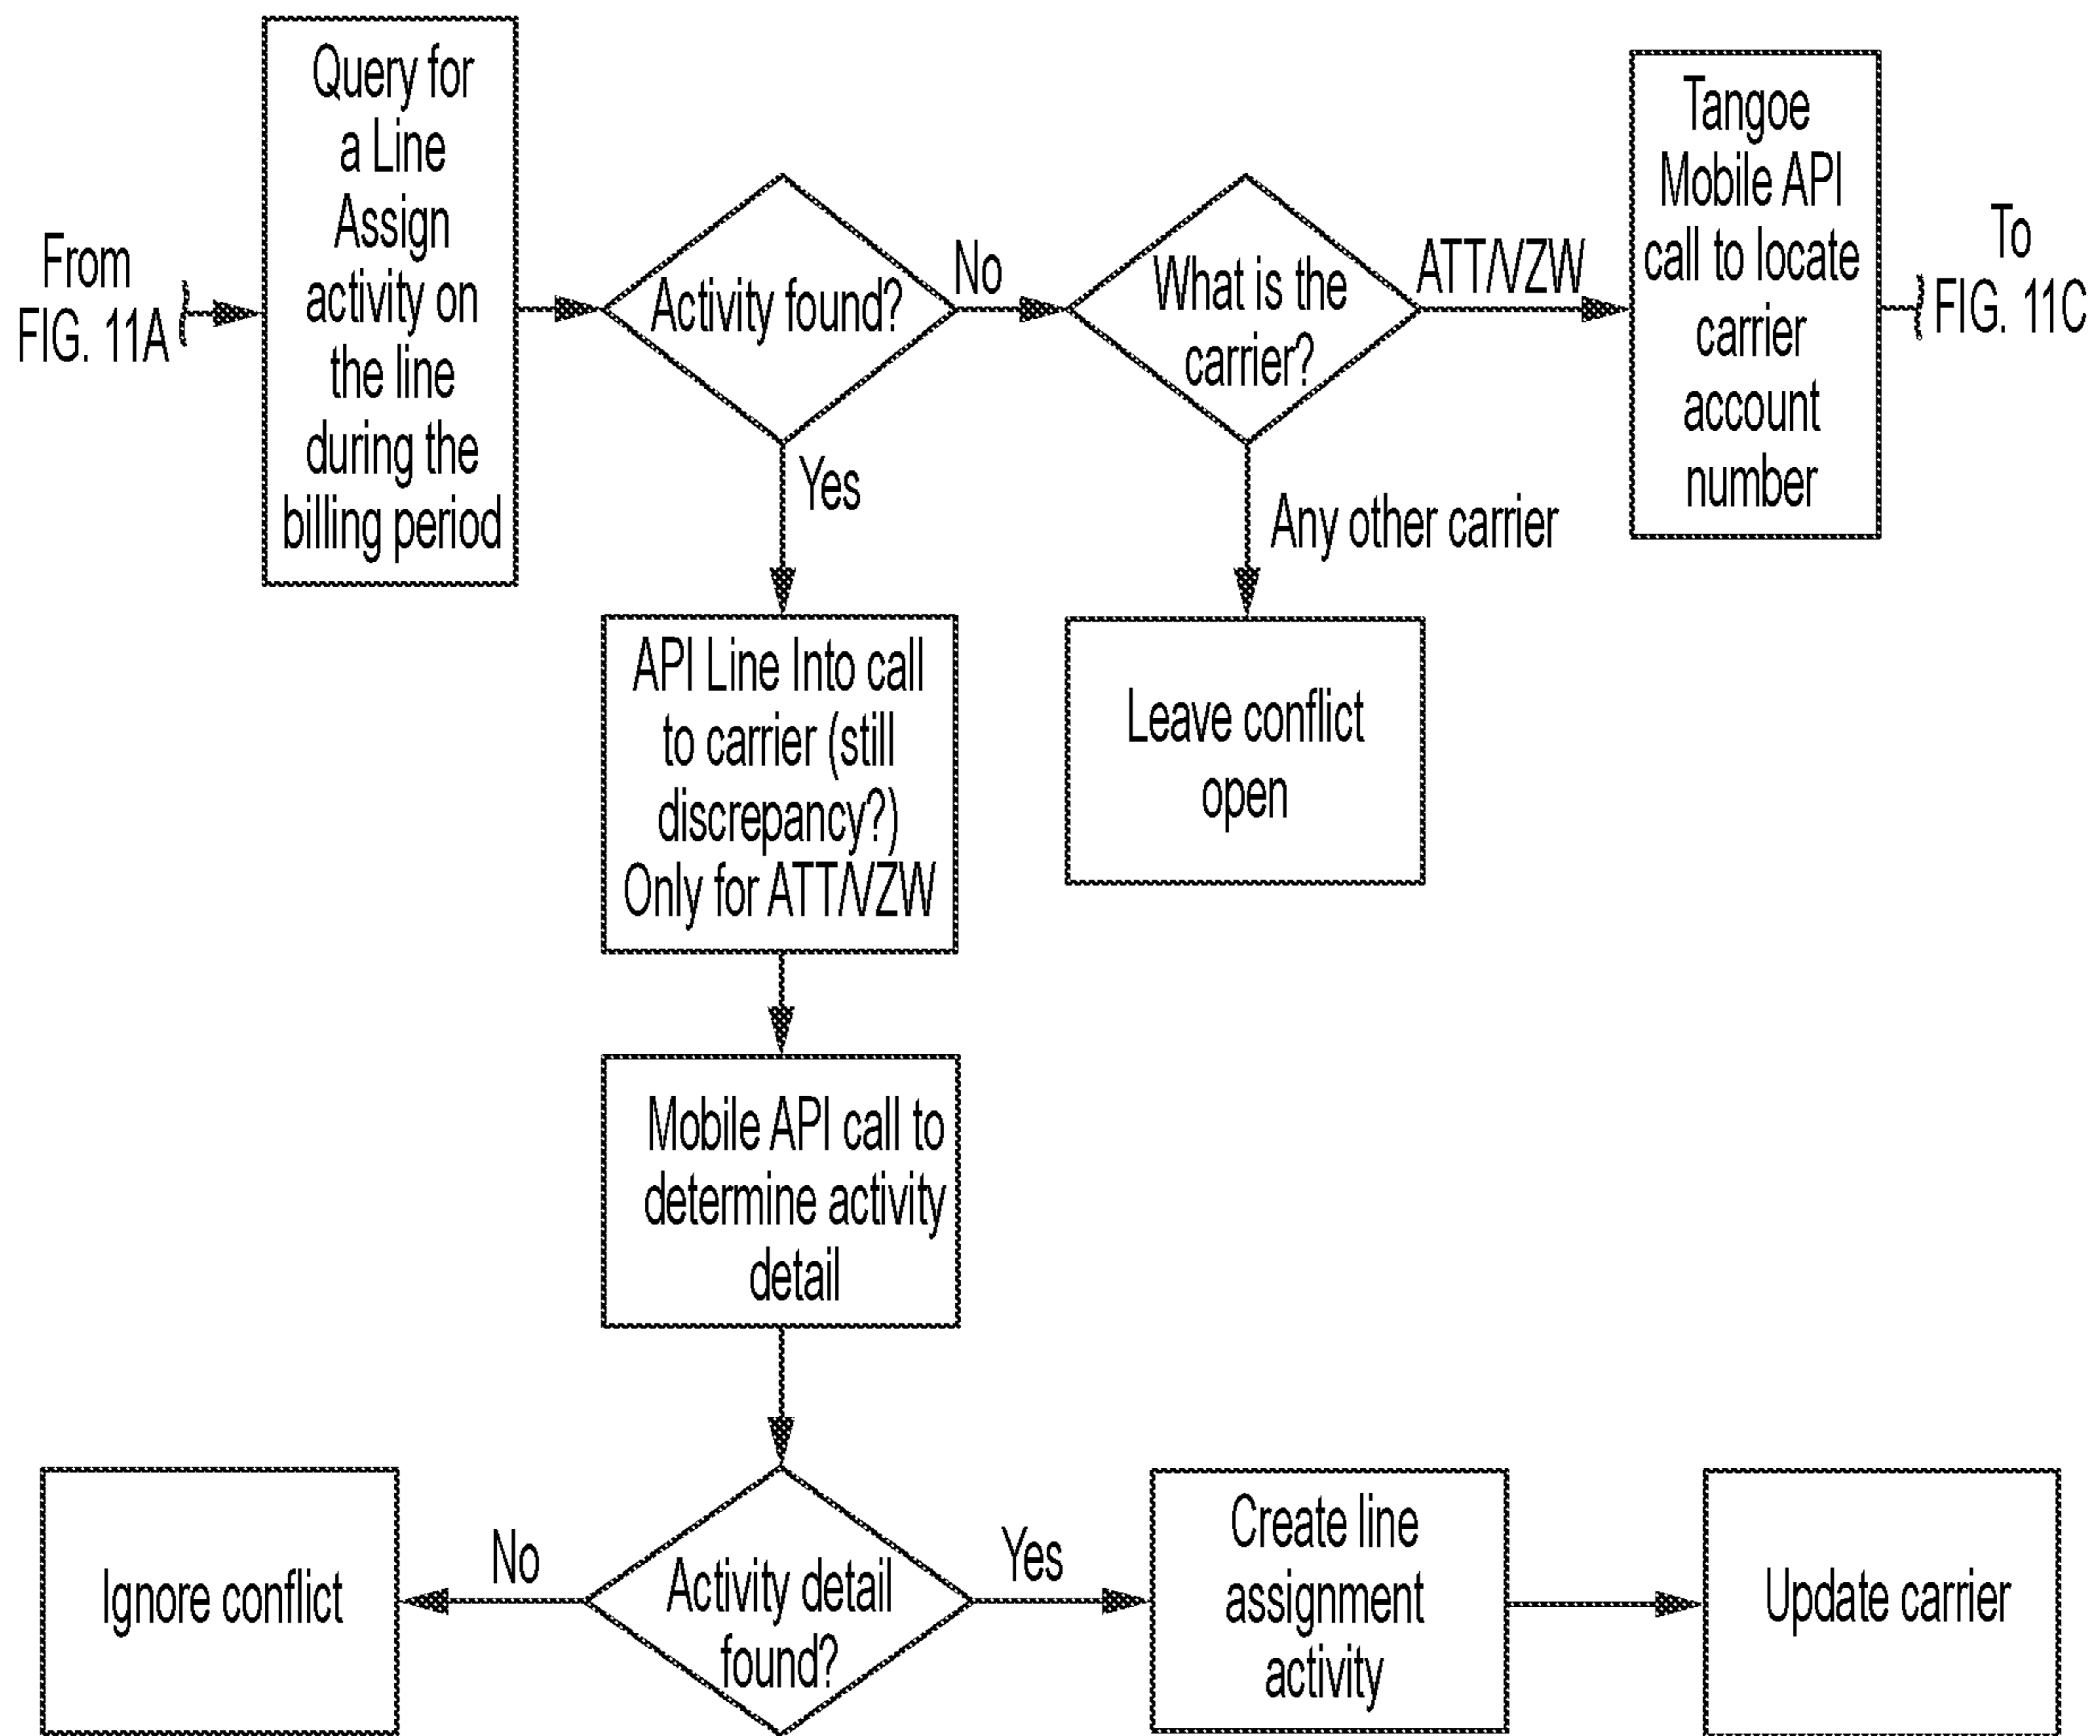 From
FIG. 11A
Query for
a Line
Assign
activity on
the line
during the
billing period
Activity found?
No
Yes
What is the
carrier?
ATT/VZW
Any other carrier
Tangoe
Mobile API
call to locate
carrier
account
number
To
FIG. 11C
API Line Into call
to carrier (still
discrepancy?)
Only for ATT/VZW
Leave conflict
open
Mobile API call to
determine activity
detail
Activity detail
found?
No
Ignore conflict
Yes
Create line
assignment
activity
Update carrier